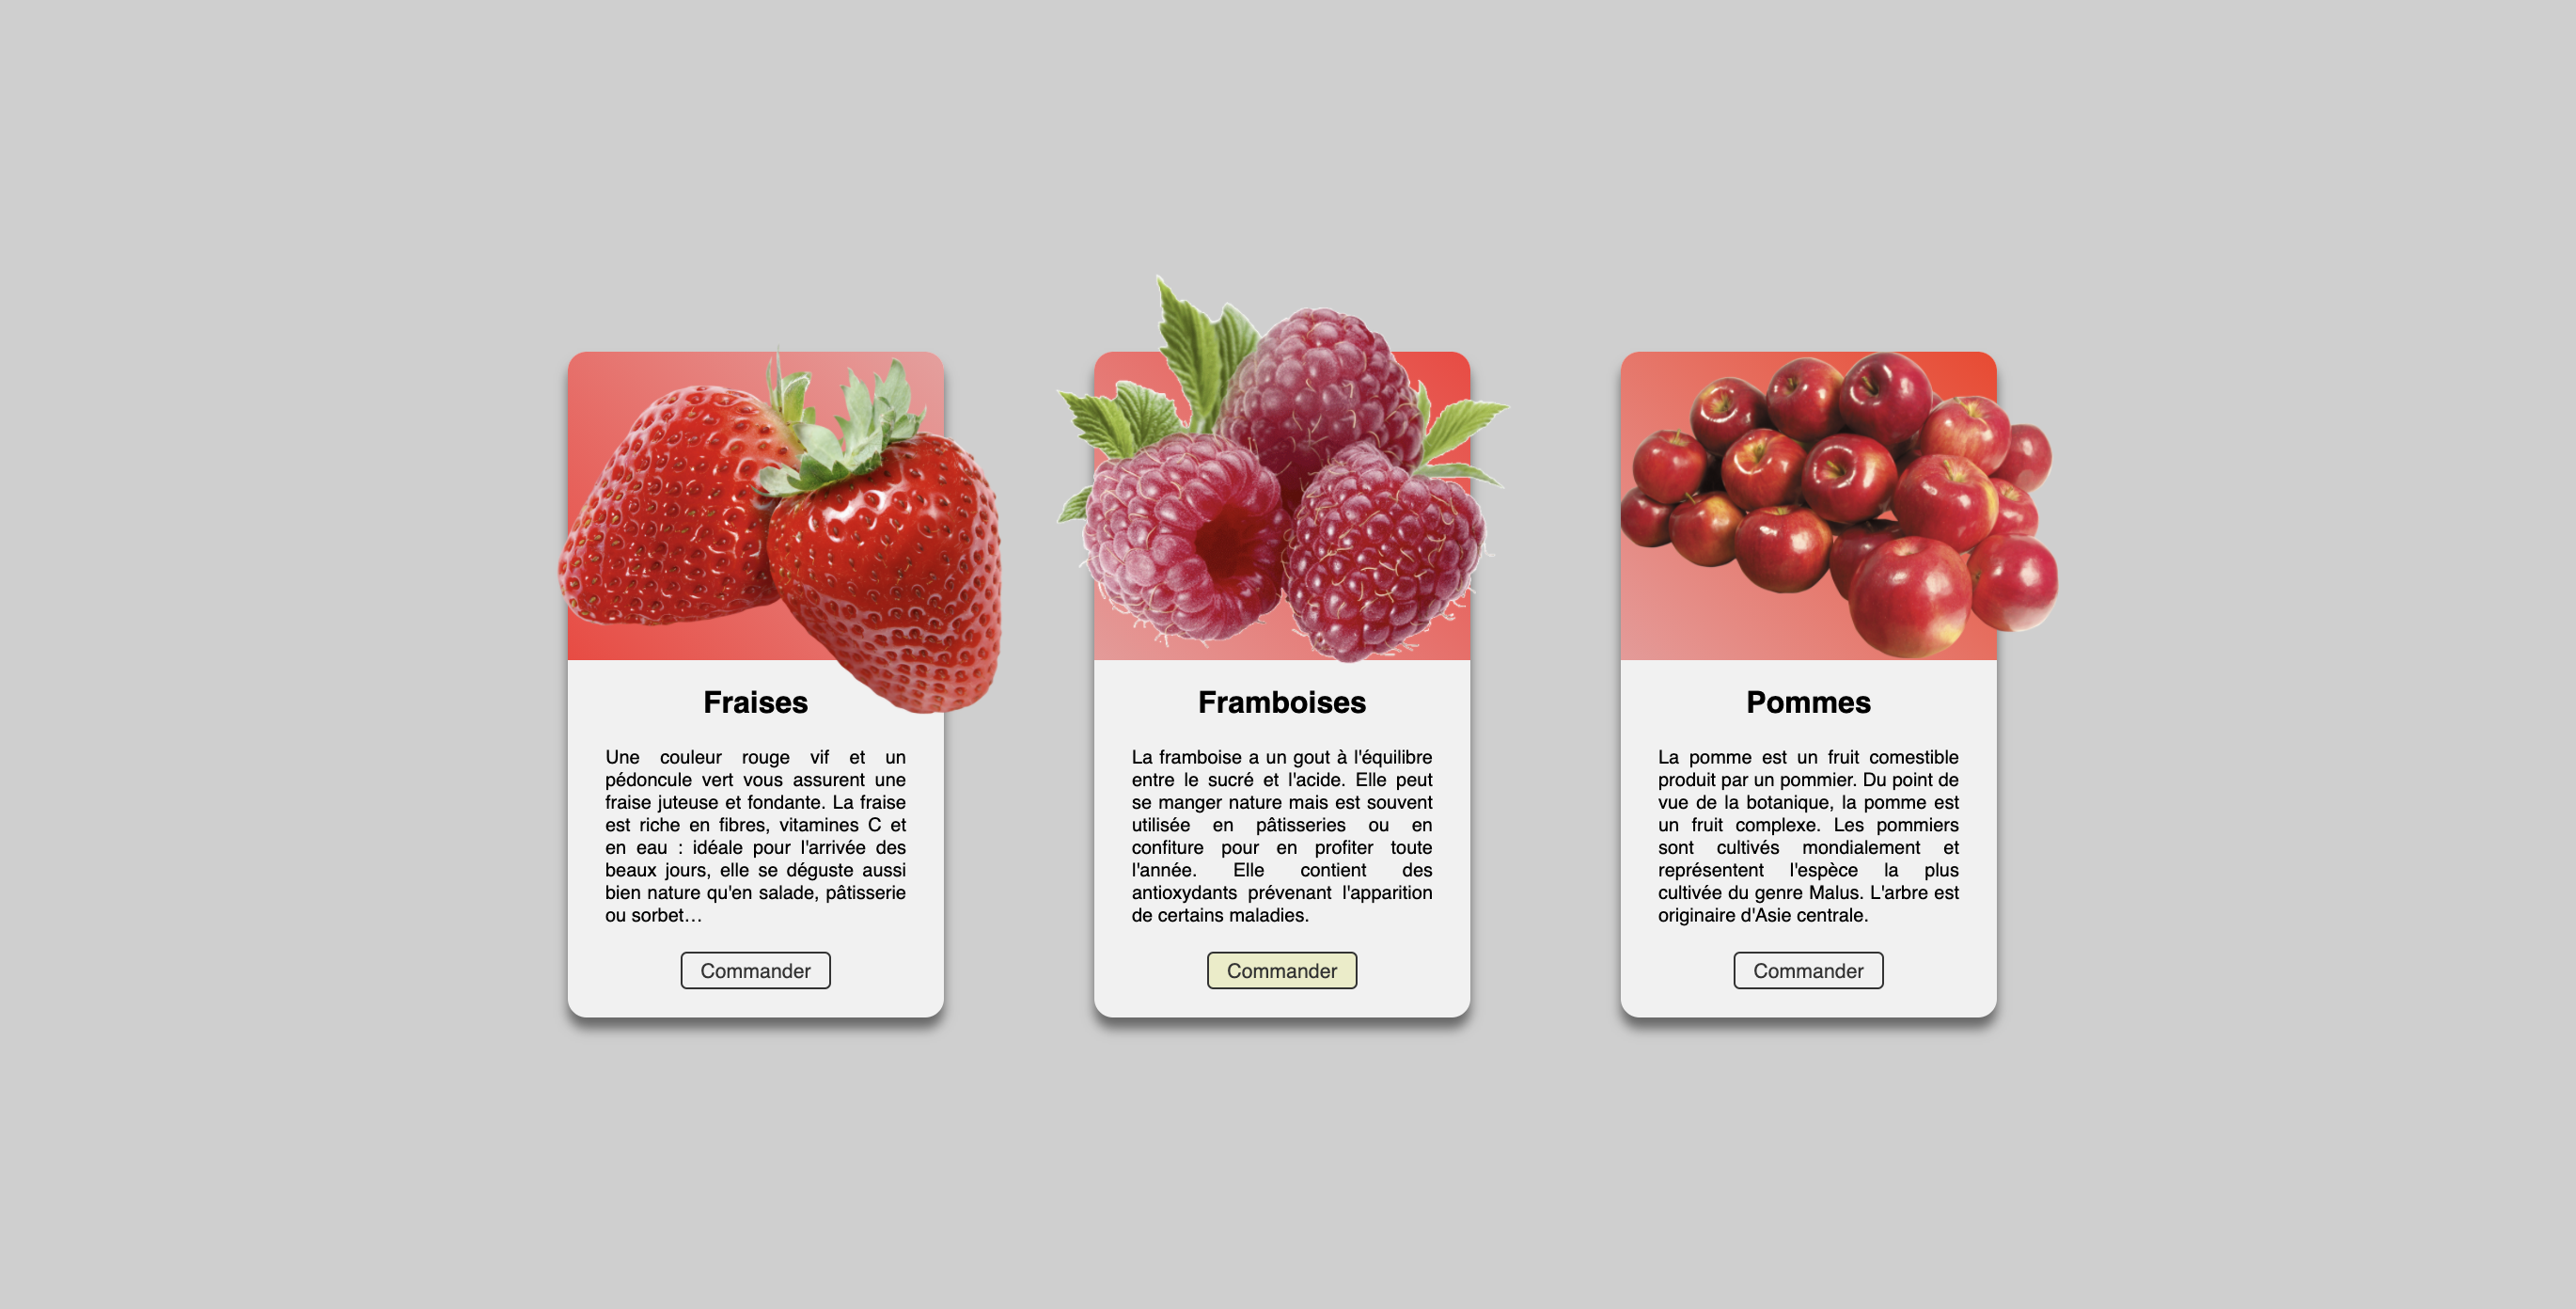 Fraises
Une couleur rouge vif et un
pédoncule vert vous assurent une
fraise juteuse et fondante. La fraise
est riche en fibres, vitamines C et
en eau : idéale pour l'arrivée des
beaux jours, elle se déguste aussi
bien nature qu'en salade, pâtisserie
ou sorbet…
Commander
Framboises
La framboise a un gout à l'équilibre
entre le sucré et l'acide. Elle peut
se manger nature mais est souvent
utilisée en pâtisseries ou en
confiture pour en profiter toute
l'année. Elle contient des
antioxydants prévenant l'apparition
de certains maladies.
Commander
Pommes
La pomme est un fruit comestible
produit par un pommier. Du point de
vue de la botanique, la pomme est
un fruit complexe. Les pommiers
sont cultivés mondialement et
représentent l'espèce la plus
cultivée du genre Malus. L'arbre est
originaire d'Asie centrale.
Commander